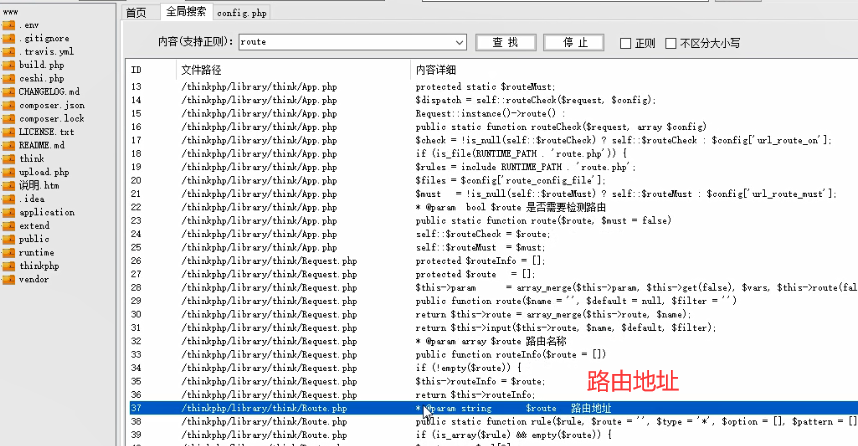 首页 全局搜索 config.php
内容(支持正则): route 查 找 停 止 正则 不区分大小写
www
.env
.gitignore
.travis.yml
build.php
ceshi.php
CHANGELOG.md
composer.json
composer.lock
LICENSE.txt
README.md
think
upload.php
说明.htm
.idea
application
extend
public
runtime
thinkphp
vendor
ID 文件路径 内容详细
13 /thinkphp/library/think/App.php protected static $routeMust;
14 /thinkphp/library/think/App.php $dispatch = self::routeCheck($request, $config);
15 /thinkphp/library/think/App.php Request::instance()->route() :
16 /thinkphp/library/think/App.php public static function routeCheck($request, array $config)
17 /thinkphp/library/think/App.php $check = !is_null(self::$routeCheck) ? self::$routeCheck : $config['url_route_on'];
18 /thinkphp/library/think/App.php if (is_file(RUNTIME_PATH . 'route.php')) {
19 /thinkphp/library/think/App.php $rules = include RUNTIME_PATH . 'route.php';
20 /thinkphp/library/think/App.php $files = $config['route_config_file'];
21 /thinkphp/library/think/App.php $must = !is_null(self::$routeMust) ? self::$routeMust : $config['url_route_must'];
22 /thinkphp/library/think/App.php * @param bool $route 是否需要检测路由
23 /thinkphp/library/think/App.php public static function route($route, $must = false)
24 /thinkphp/library/think/App.php self::$routeCheck = $route;
25 /thinkphp/library/think/App.php self::$routeMust = $must;
26 /thinkphp/library/think/Request.php protected $routeInfo = [];
27 /thinkphp/library/think/Request.php protected $route = [];
28 /thinkphp/library/think/Request.php $this->param = array_merge($this->param, $this->get(false), $vars, $this->route(fal
29 /thinkphp/library/think/Request.php public function route($name = '', $default = null, $filter = '')
30 /thinkphp/library/think/Request.php return $this->route = array_merge($this->route, $name);
31 /thinkphp/library/think/Request.php return $this->input($this->route, $name, $default, $filter);
32 /thinkphp/library/think/Request.php * @param array $route 路由名称
33 /thinkphp/library/think/Request.php public function routeInfo($route = [])
34 /thinkphp/library/think/Request.php if (!empty($route)) {
35 /thinkphp/library/think/Request.php $this->routeInfo = $route;
36 /thinkphp/library/think/Request.php return $this->routeInfo;
路由地址
37 /thinkphp/library/think/Route.php * @param string $route 路由地址
38 /thinkphp/library/think/Route.php public static function rule($rule, $route = '', $type = '*', $option = [], $pattern = []
39 /thinkphp/library/think/Route.php if (is_array($rule) && empty($route)) {